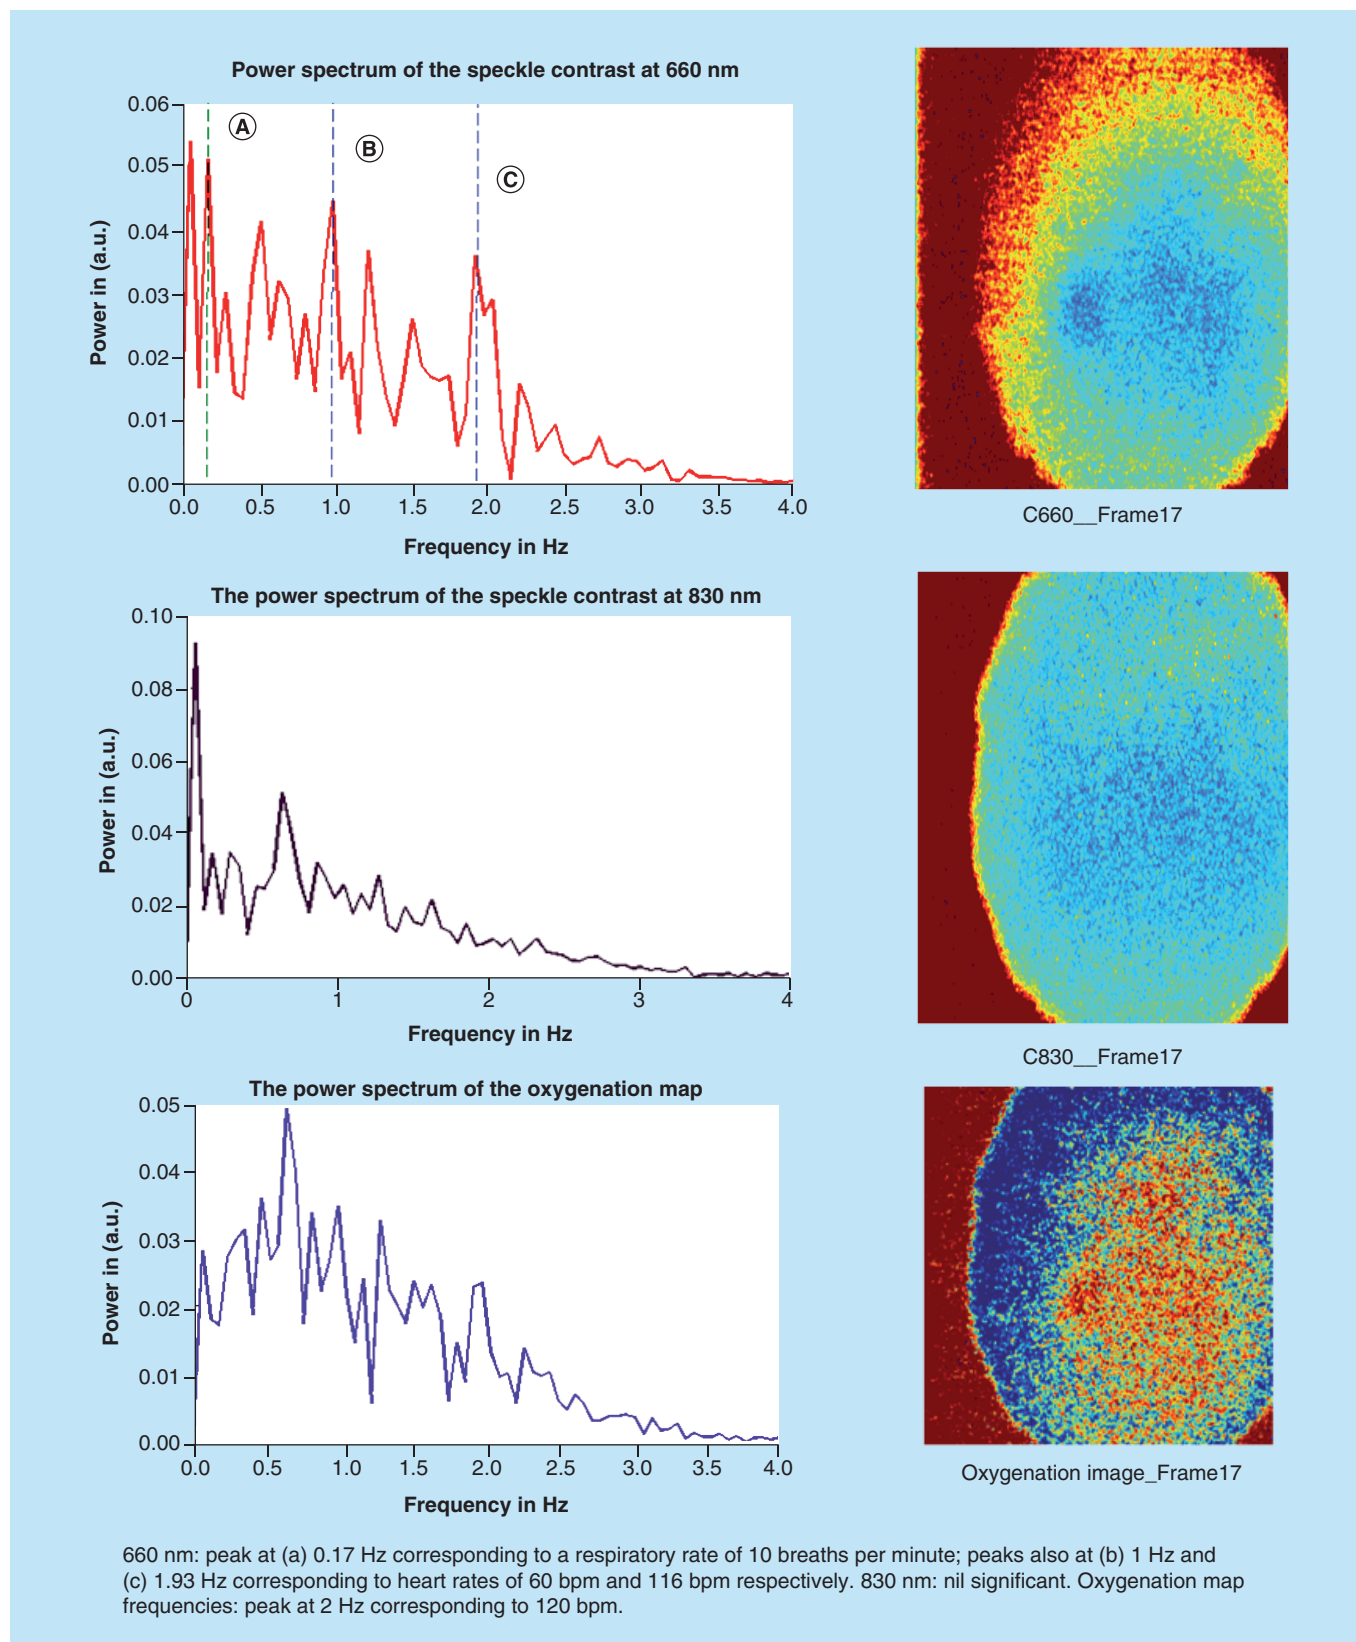 Power spectrum of the speckle contrast at 660 nm
0.06
0.05
0.04
0.03
0.02
0.01
0.00
Power in (a.u.)
A
B
C
0.0 0.5 1.0 1.5 2.0 2.5 3.0 3.5 4.0
Frequency in Hz
C660__Frame17
The power spectrum of the speckle contrast at 830 nm
0.10
0.08
0.06
0.04
0.02
0.00
Power in (a.u.)
0 1 2 3 4
Frequency in Hz
C830__Frame17
The power spectrum of the oxygenation map
0.05
0.04
0.03
0.02
0.01
0.00
Power in (a.u.)
0.0 0.5 1.0 1.5 2.0 2.5 3.0 3.5 4.0
Frequency in Hz
Oxygenation image_Frame17
660 nm: peak at (a) 0.17 Hz corresponding to a respiratory rate of 10 breaths per minute; peaks also at (b) 1 Hz and
(c) 1.93 Hz corresponding to heart rates of 60 bpm and 116 bpm respectively. 830 nm: nil significant. Oxygenation map
frequencies: peak at 2 Hz corresponding to 120 bpm.